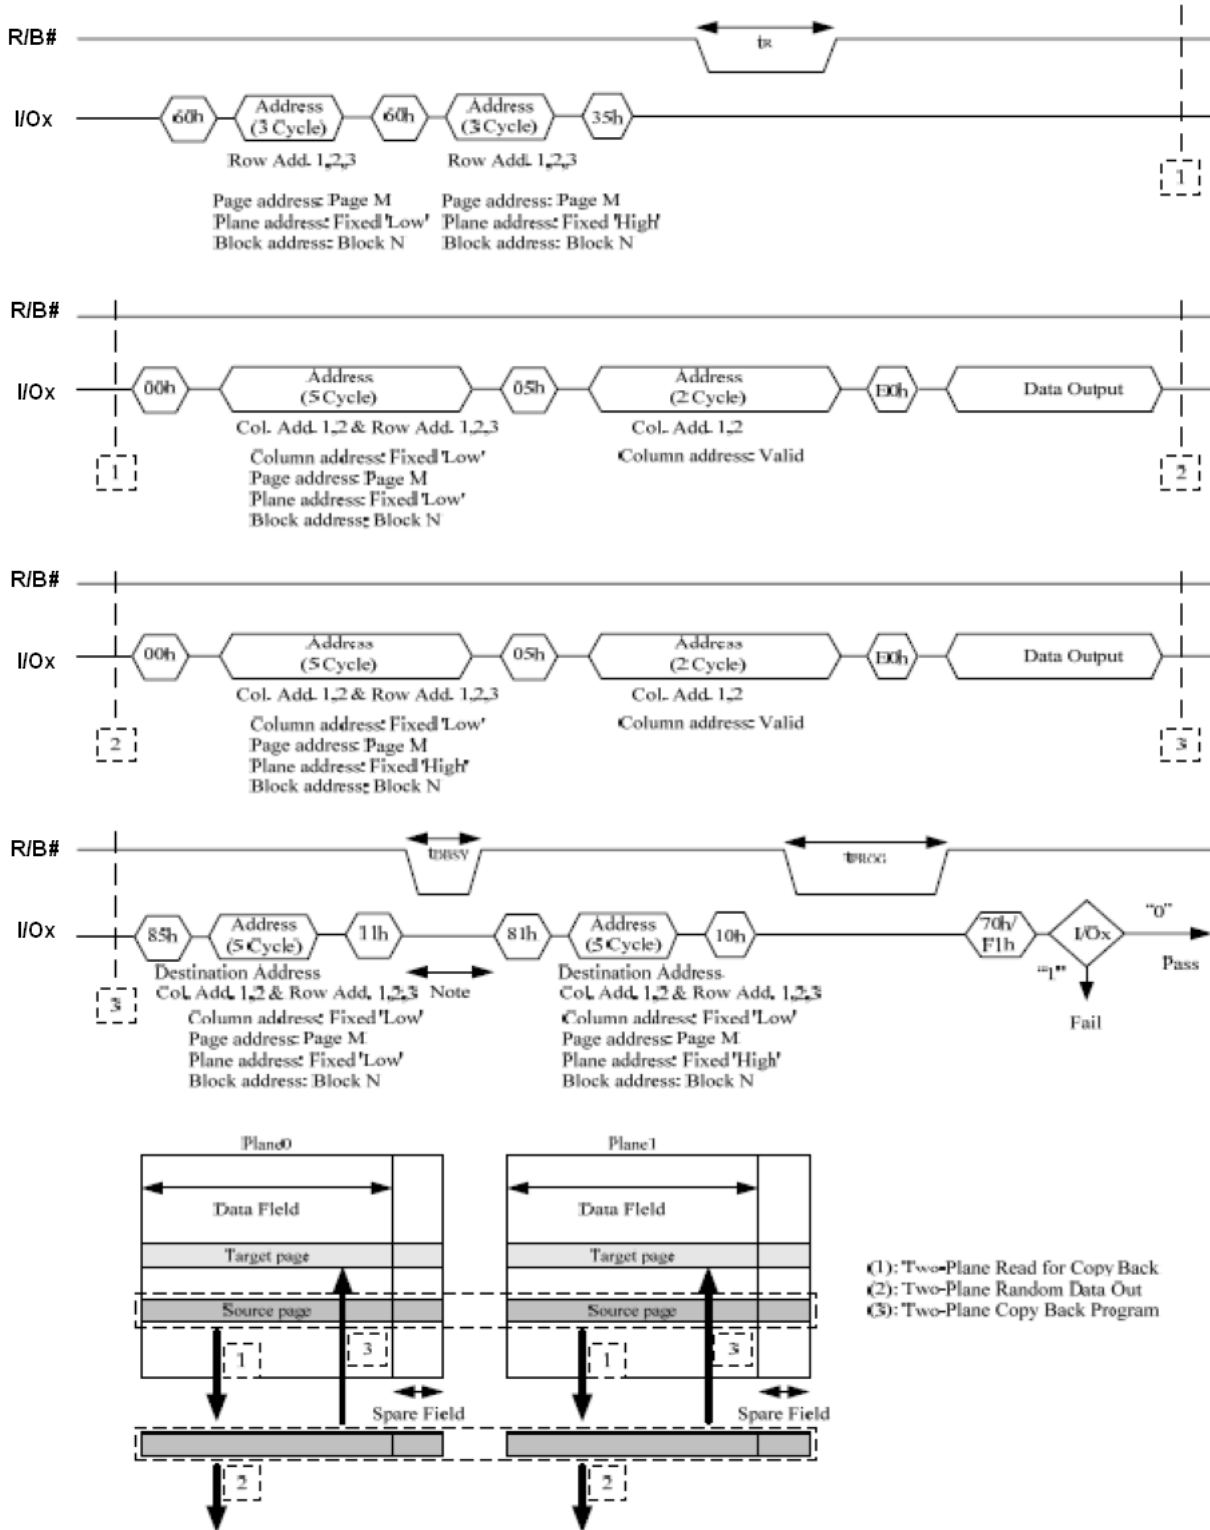 R/B#
tR
I/Ox
60h
Address
(3 Cycle)
60h
Address
(3 Cycle)
35h
Row Add. 1,2,3
Row Add. 1,2,3
1
Page address: Page M
Plane address: Fixed 'Low'
Block address: Block N
Page address: Page M
Plane address: Fixed 'High'
Block address: Block N
R/B#
I/Ox
00h
Address
(5 Cycle)
05h
Address
(2 Cycle)
E0h
Data Output
Col. Add. 1,2 & Row Add. 1,2,3
Col. Add. 1,2
1
Column address: Fixed 'Low'
Page address: Page M
Plane address: Fixed 'Low'
Block address: Block N
Column address: Valid
2
R/B#
I/Ox
00h
Address
(5 Cycle)
05h
Address
(2 Cycle)
E0h
Data Output
Col. Add. 1,2 & Row Add. 1,2,3
Col. Add. 1,2
2
Column address: Fixed 'Low'
Page address: Page M
Plane address: Fixed 'High'
Block address: Block N
Column address: Valid
3
R/B#
tDBSY
tPROG
I/Ox
85h
Address
(5 Cycle)
11h
81h
Address
(5 Cycle)
10h
70h/
F1h
I/Ox
"0"
Pass
"1"
Fail
3
Destination Address
Col. Add. 1,2 & Row Add. 1,2,3
Column address: Fixed 'Low'
Page address: Page M
Plane address: Fixed 'Low'
Block address: Block N
Note
Destination Address
Col. Add. 1,2 & Row Add. 1,2,3
Column address: Fixed 'Low'
Page address: Page M
Plane address: Fixed 'High'
Block address: Block N
Plane0
Plane1
Data Field
Data Field
Target page
Target page
Source page
Source page
1
3
1
3
Spare Field
Spare Field
2
2
(1): Two-Plane Read for Copy Back
(2): Two-Plane Random Data Out
(3): Two-Plane Copy Back Program